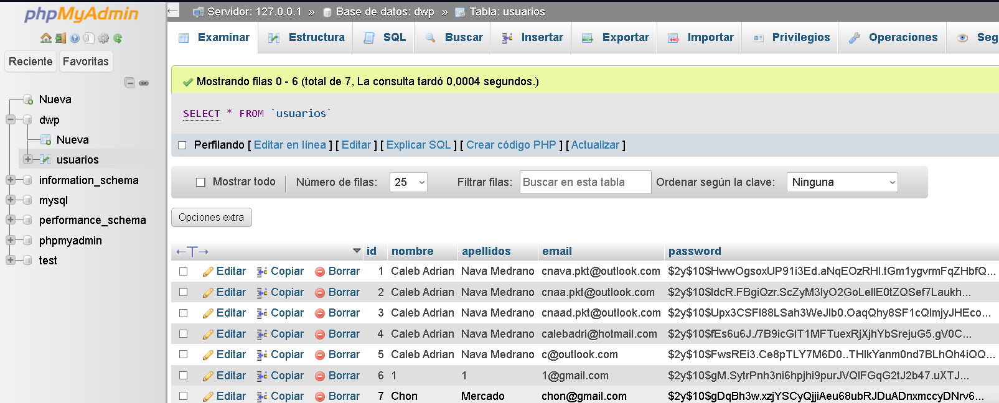 phpMyAdmin
Reciente Favoritas
Nueva
dwp
Nueva
usuarios
information_schema
mysql
performance_schema
phpmyadmin
test
Servidor: 127.0.0.1 » Base de datos: dwp » Tabla: usuarios
Examinar Estructura SQL Buscar Insertar Exportar Importar Privilegios Operaciones Seg
Mostrando filas 0 - 6 (total de 7, La consulta tardó 0,0004 segundos.)
SELECT * FROM `usuarios`
Perfilando [ Editar en línea ] [ Editar ] [ Explicar SQL ] [ Crear código PHP ] [ Actualizar ]
Mostrar todo Número de filas: 25 Filtrar filas: Buscar en esta tabla Ordenar según la clave: Ninguna
Opciones extra
←T→ id nombre apellidos email password
Editar Copiar Borrar 1 Caleb Adrian Nava Medrano cnava.pkt@outlook.com $2y$10$HwwOgsoxUP91i3Ed.aNqEOzRHl.tGm1ygvrmFqZHbfQ...
Editar Copiar Borrar 2 Caleb Adrian Nava Medrano cnaa.pkt@outlook.com $2y$10$ldcR.FBgiQzr.ScZyM3lyO2GoLellE0tZQSef7Laukh...
Editar Copiar Borrar 3 Caleb Adrian Nava Medrano cnaad.pkt@outlook.com $2y$10$Upx3CSFl88LSah3WeJlb0.OaqQhy8SF1cQlmjyJHEco...
Editar Copiar Borrar 4 Caleb Adrian Nava Medrano calebadri@hotmail.com $2y$10$fEs6u6J./7B9icGlT1MFTuexRjXjhYbSrejuG5.gV0C...
Editar Copiar Borrar 5 Caleb Adrian Nava Medrano c@outlook.com $2y$10$FwsREi3.Ce8pTLY7M6D0..THlkYanm0nd7BLhQh4iQQ...
Editar Copiar Borrar 6 1 1 1@gmail.com $2y$10$gM.SytrPnh3ni6hpjhi9purJVQlFGqG2tJ2b47.uXTJ...
Editar Copiar Borrar 7 Chon Mercado chon@gmail.com $2y$10$gDqBh3w.xzjYSCyQjjiAeu68ubRJDuADnxmccyDNrv6...